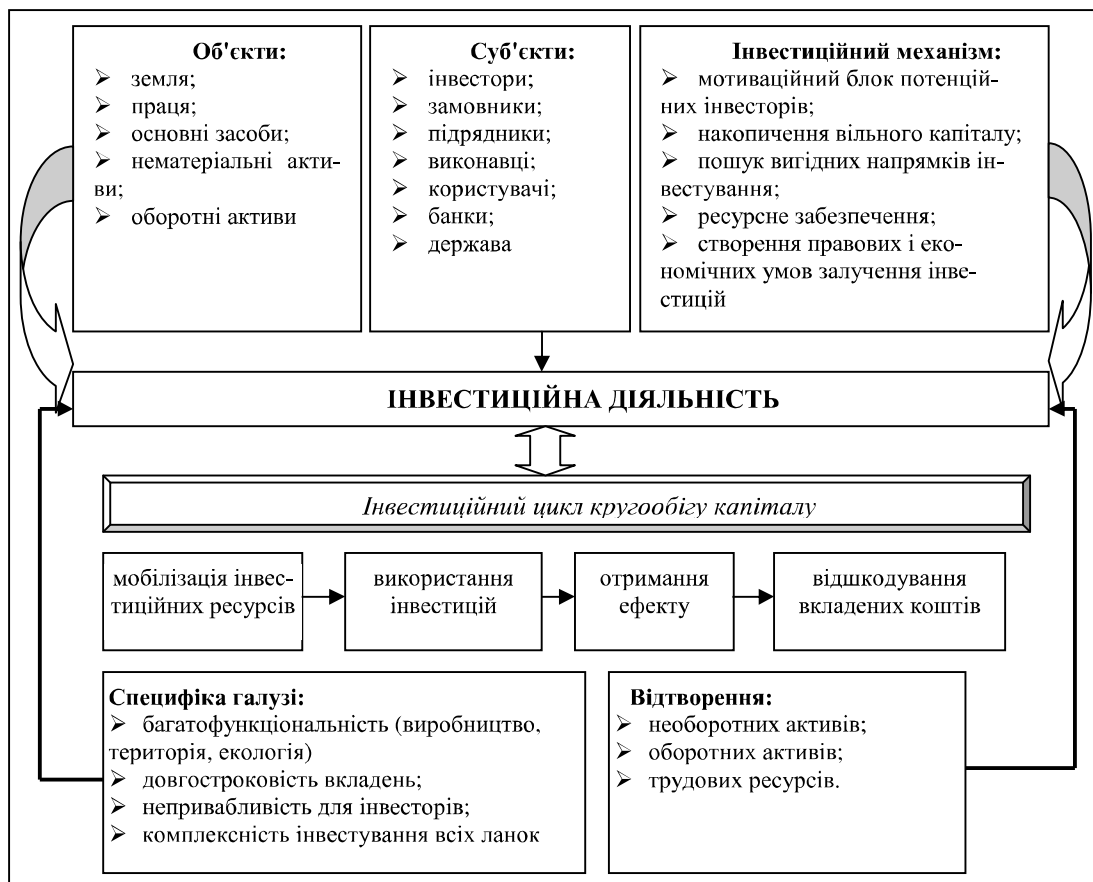 Об'єкти:
➢ земля;
➢ праця;
➢ основні засоби;
➢ нематеріальні акти-
ви;
➢ оборотні активи
Суб'єкти:
➢ інвестори;
➢ замовники;
➢ підрядники;
➢ виконавці;
➢ користувачі;
➢ банки;
➢ держава
Інвестиційний механізм:
➢ мотиваційний блок потенцій-
них інвесторів;
➢ накопичення вільного капіталу;
➢ пошук вигідних напрямків ін-
вестування;
➢ ресурсне забезпечення;
➢ створення правових і еко-
номічних умов залучення інве-
стицій
ІНВЕСТИЦІЙНА ДІЯЛЬНІСТЬ
Інвестиційний цикл кругообігу капіталу
мобілізація інвес-
тиційних ресурсів
використання
інвестицій
отримання
ефекту
відшкодування
вкладених коштів
Специфіка галузі:
➢ багатофункціональність (виробництво,
територія, екологія)
➢ довгостроковість вкладень;
➢ непривабливість для інвесторів;
➢ комплексність інвестування всіх ланок
Відтворення:
➢ необоротних активів;
➢ оборотних активів;
➢ трудових ресурсів.